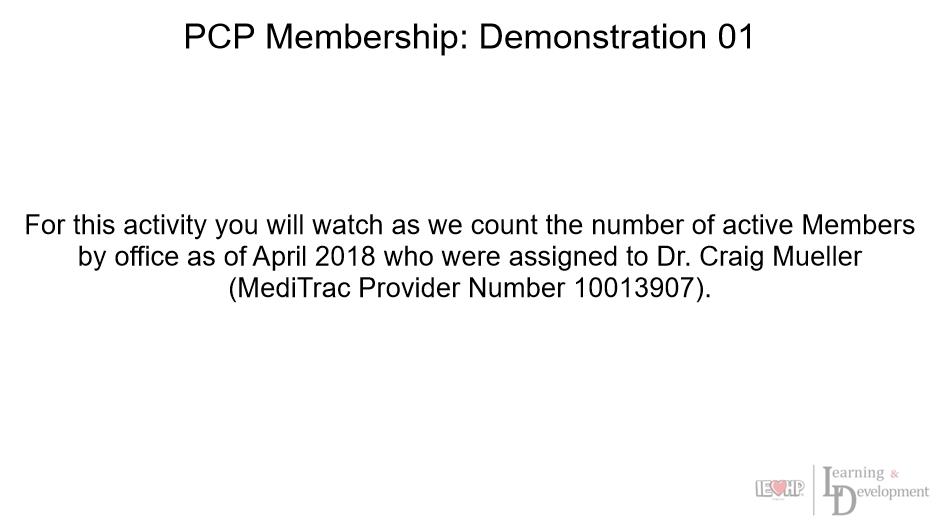 PCP Membership: Demonstration 01
For this activity you will watch as we count the number of active Members
by office as of April 2018 who were assigned to Dr. Craig Mueller
(MediTrac Provider Number 10013907).
IEHP
Learning &
Development